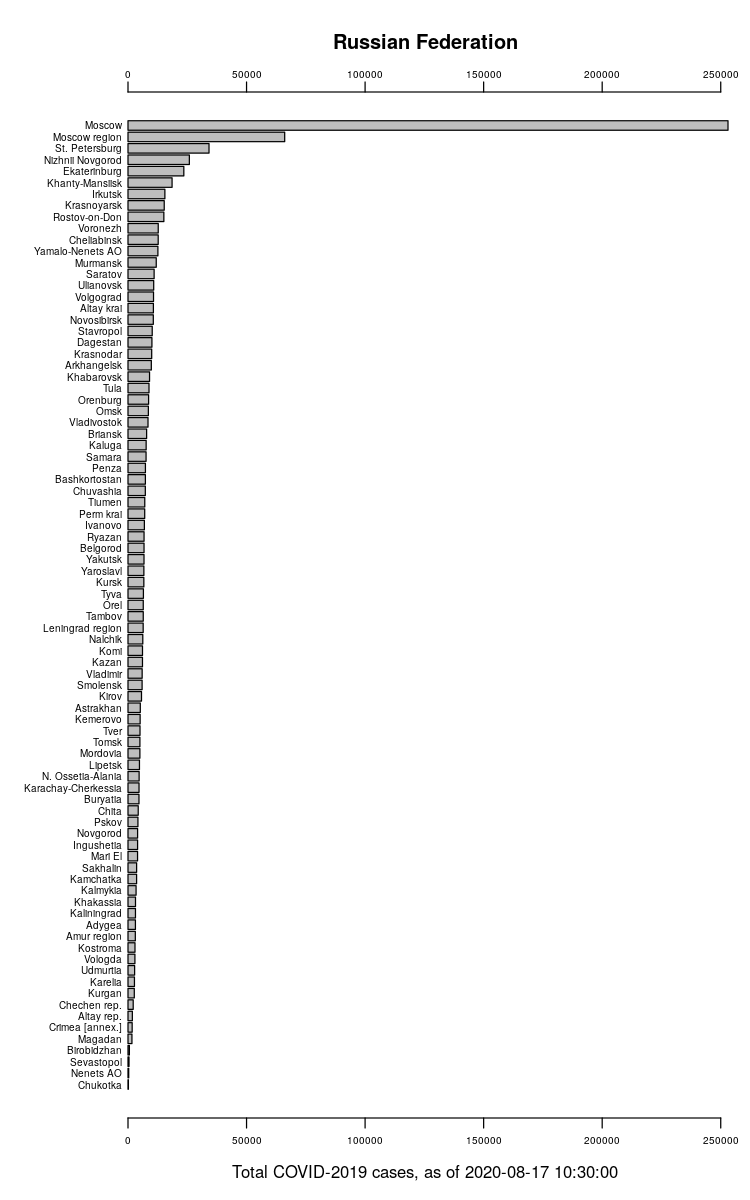 Russian Federation
0 50000 100000 150000 200000 250000
Moscow
Moscow region
St. Petersburg
Nizhnii Novgorod
Ekaterinburg
Khanty-Mansiisk
Irkutsk
Krasnoyarsk
Rostov-on-Don
Voronezh
Cheliabinsk
Yamalo-Nenets AO
Murmansk
Saratov
Ulianovsk
Volgograd
Altay krai
Novosibirsk
Stavropol
Dagestan
Krasnodar
Arkhangelsk
Khabarovsk
Tula
Orenburg
Omsk
Vladivostok
Briansk
Kaluga
Samara
Penza
Bashkortostan
Chuvashia
Tiumen
Perm krai
Ivanovo
Ryazan
Belgorod
Yakutsk
Yaroslavl
Kursk
Tyva
Orel
Tambov
Leningrad region
Nalchik
Komi
Kazan
Vladimir
Smolensk
Kirov
Astrakhan
Kemerovo
Tver
Tomsk
Mordovia
Lipetsk
N. Ossetia-Alania
Karachay-Cherkessia
Buryatia
Chita
Pskov
Novgorod
Ingushetia
Mari El
Sakhalin
Kamchatka
Kalmykia
Khakassia
Kaliningrad
Adygea
Amur region
Kostroma
Vologda
Udmurtia
Karelia
Kurgan
Chechen rep.
Altay rep.
Crimea [annex.]
Magadan
Birobidzhan
Sevastopol
Nenets AO
Chukotka
0 50000 100000 150000 200000 250000
Total COVID-2019 cases, as of 2020-08-17 10:30:00